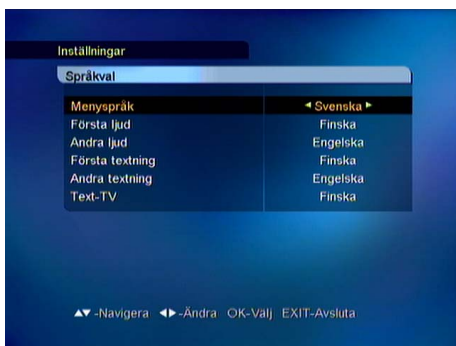 Inställningar
Språkval
Menyspråk Svenska
Första ljud Finska
Andra ljud Engelska
Första textning Finska
Andra textning Engelska
Text-TV Finska
-Navigera -Ändra OK-Välj EXIT-Avsluta